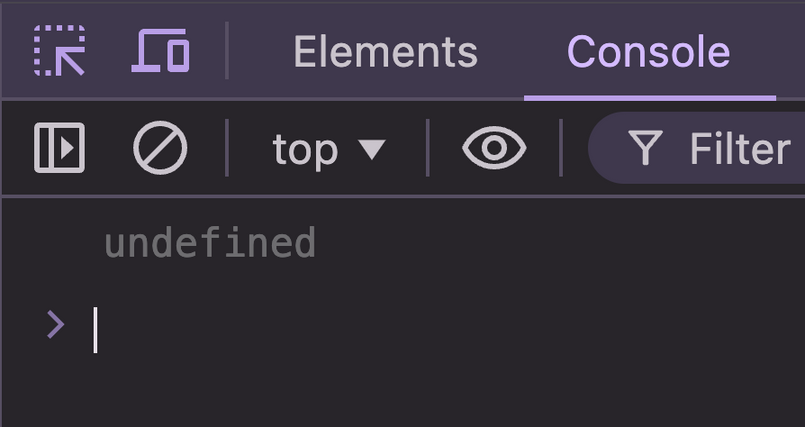 Elements Console
top Filter
undefined
>